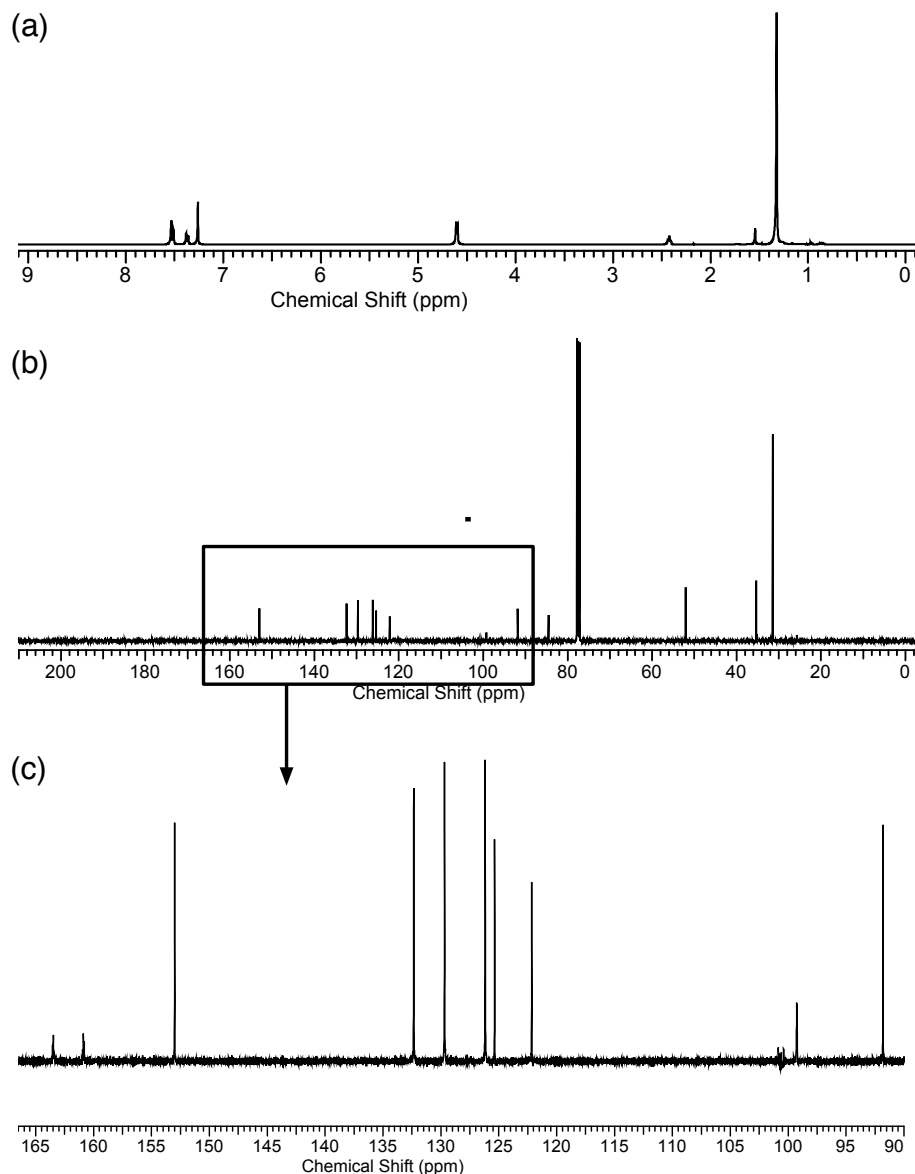 (a)
9 8 7 6 5 4 3 2 1 0
Chemical Shift (ppm)
(b)
200 180 160 140 120 100 80 60 40 20 0
Chemical Shift (ppm)
(c)
165 160 155 150 145 140 135 130 125 120 115 110 105 100 95 90
Chemical Shift (ppm)